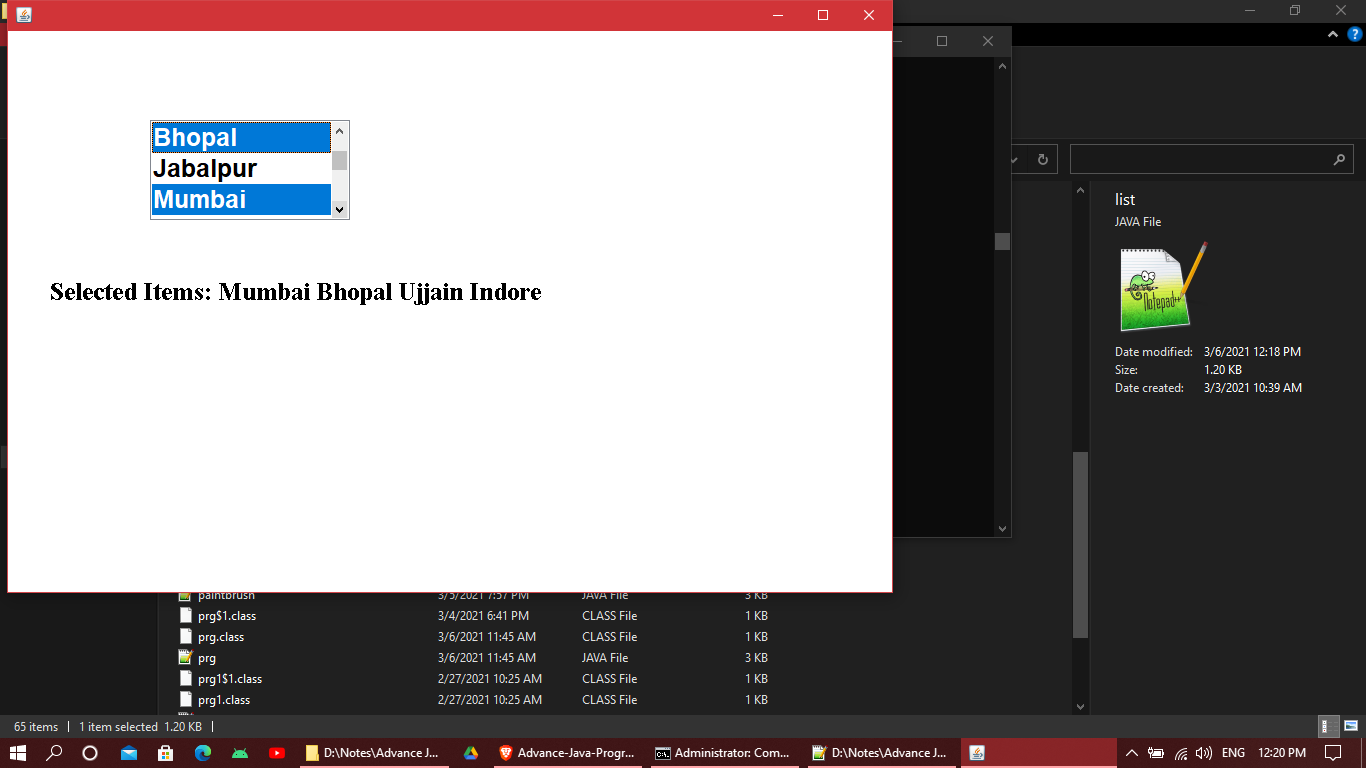 Bhopal
Jabalpur
Mumbai
Selected Items: Mumbai Bhopal Ujjain Indore
list
JAVA File
Notepad++
Date modified: 3/6/2021 12:18 PM
Size: 1.20 KB
Date created: 3/3/2021 10:39 AM
paintbrush 3/5/2021 7:57 PM JAVA File 3 KB
prg$1.class 3/4/2021 6:41 PM CLASS File 1 KB
prg.class 3/6/2021 11:45 AM CLASS File 1 KB
prg 3/6/2021 11:45 AM JAVA File 3 KB
prg1$1.class 2/27/2021 10:25 AM CLASS File 1 KB
prg1.class 2/27/2021 10:25 AM CLASS File 1 KB
65 items 1 item selected 1.20 KB
D:\Notes\Advance J... Advance-Java-Progr... Administrator: Com... D:\Notes\Advance J... ENG 12:20 PM